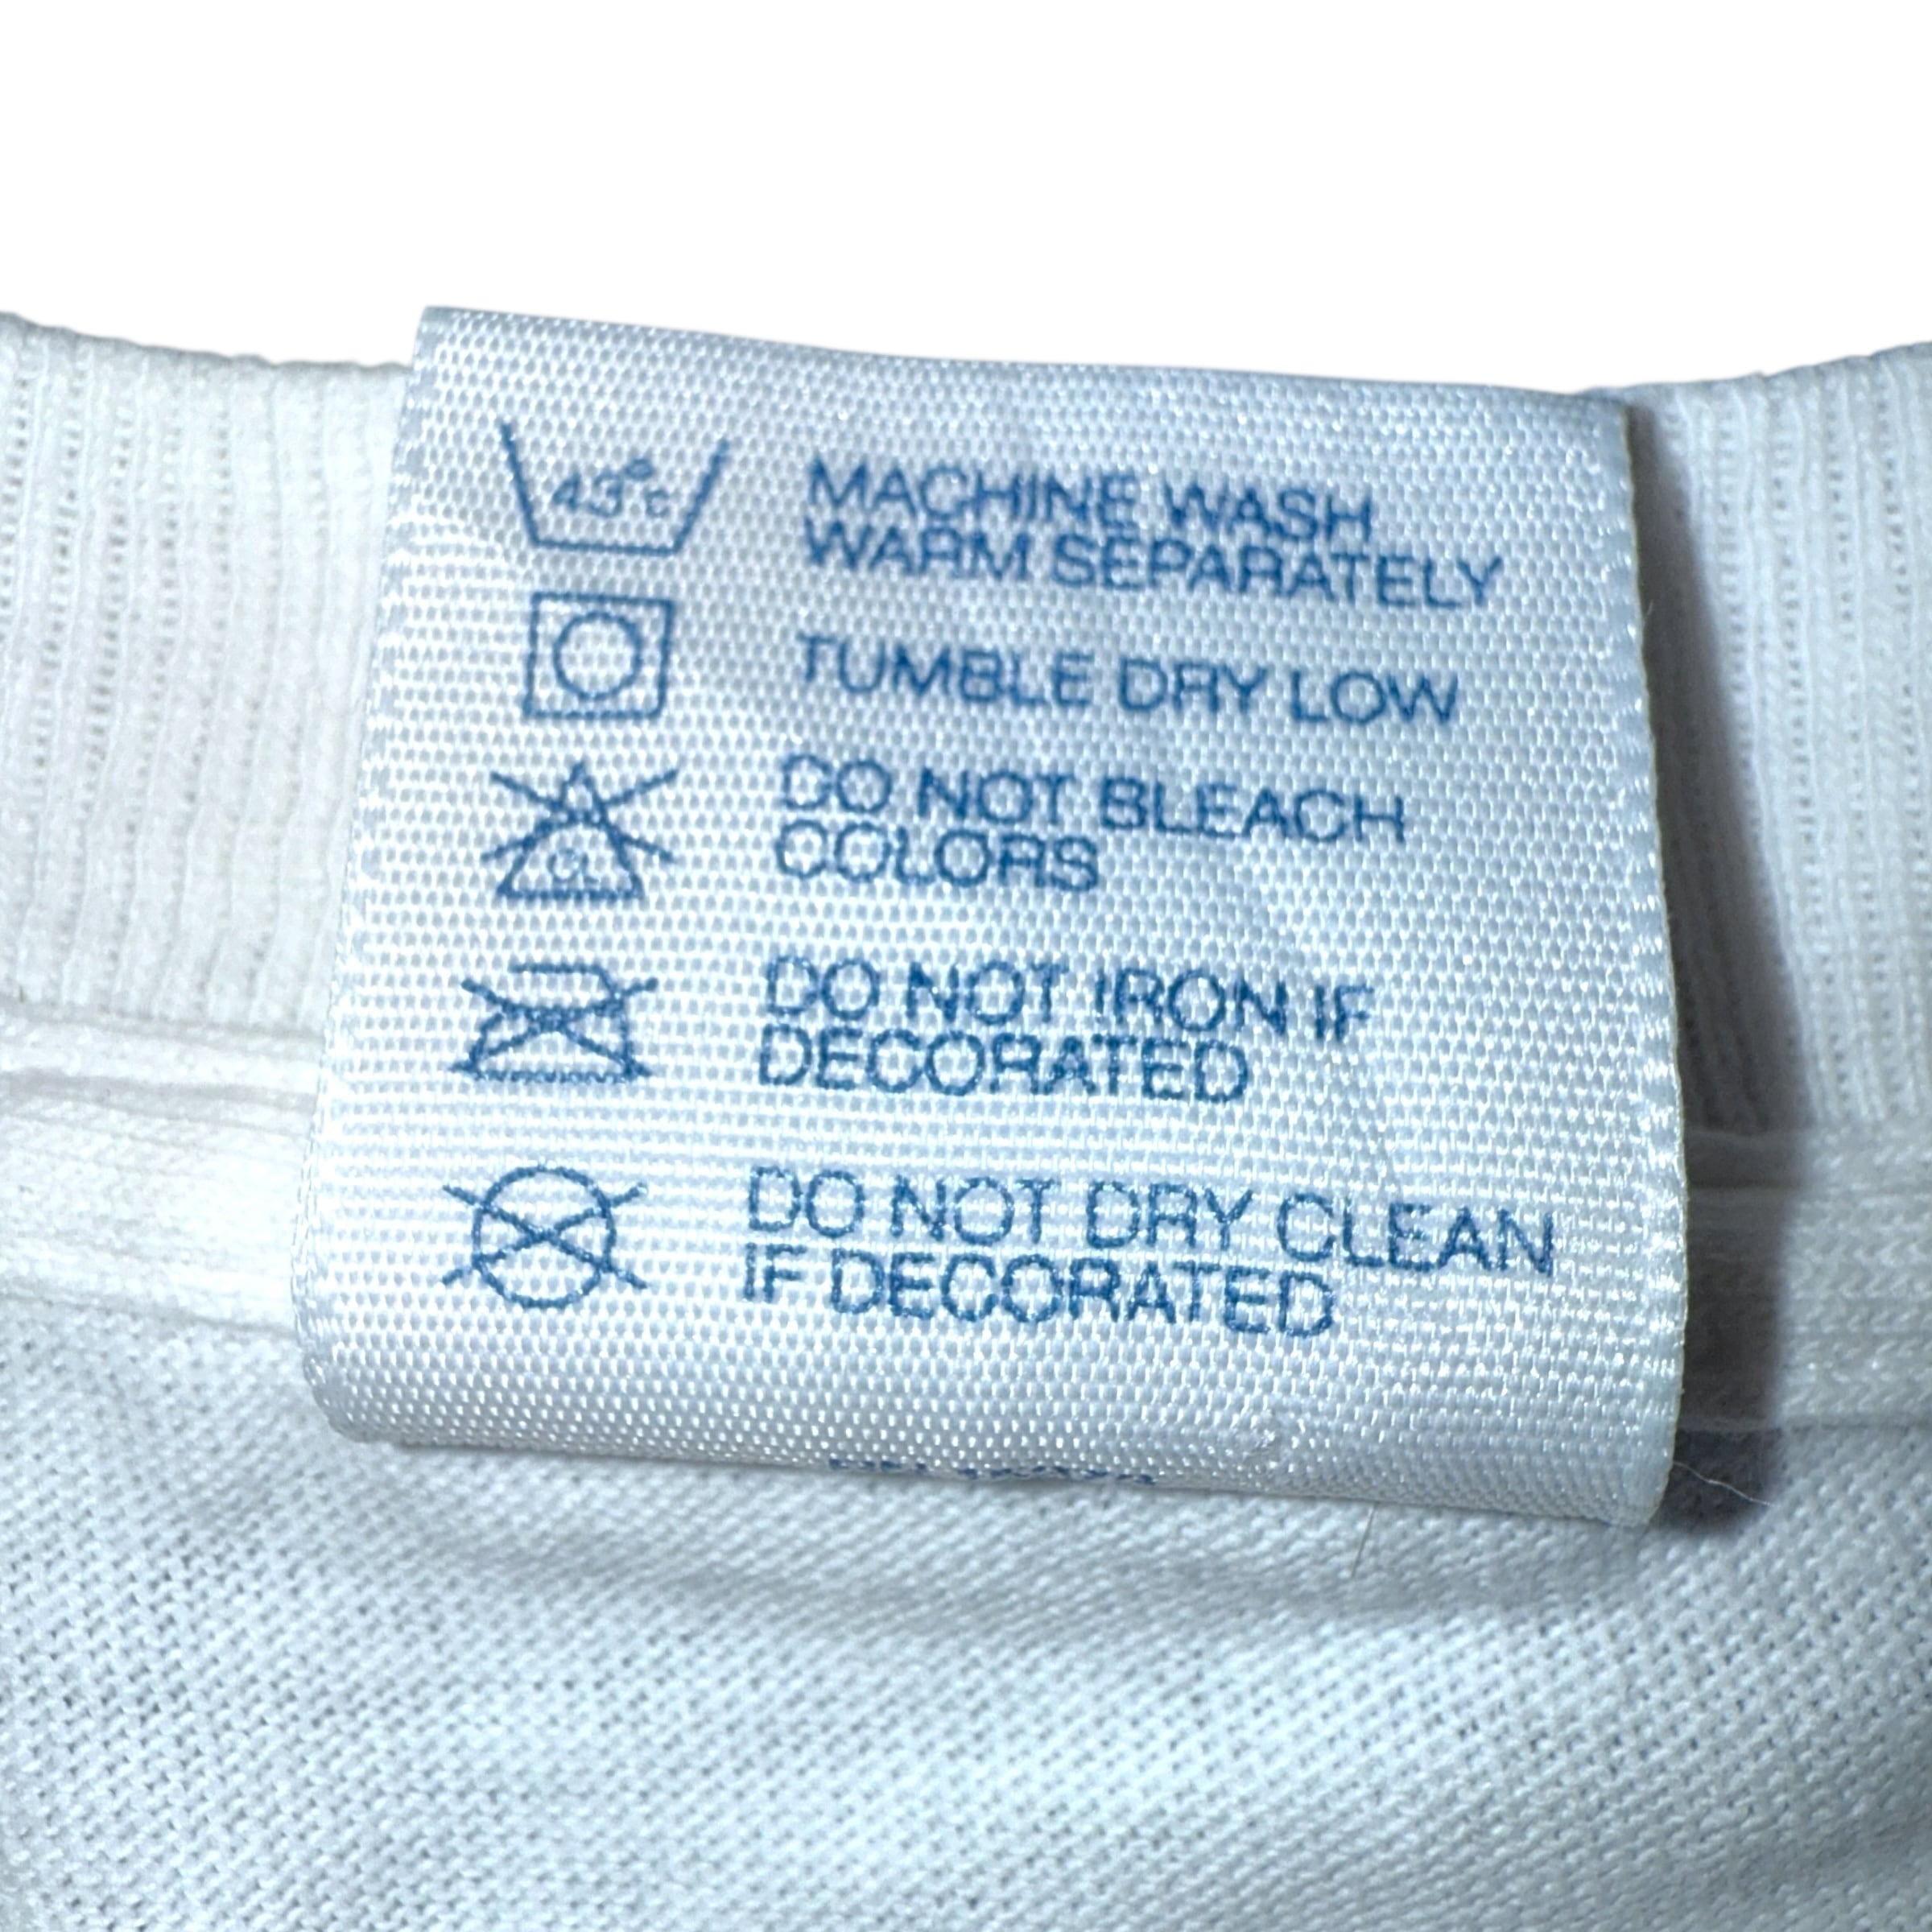 43°C
MACHINE WASH
WARM SEPARATELY
TUMBLE DRY LOW
CL
DO NOT BLEACH
COLORS
DO NOT IRON IF
DECORATED
DO NOT DRY CLEAN
IF DECORATED